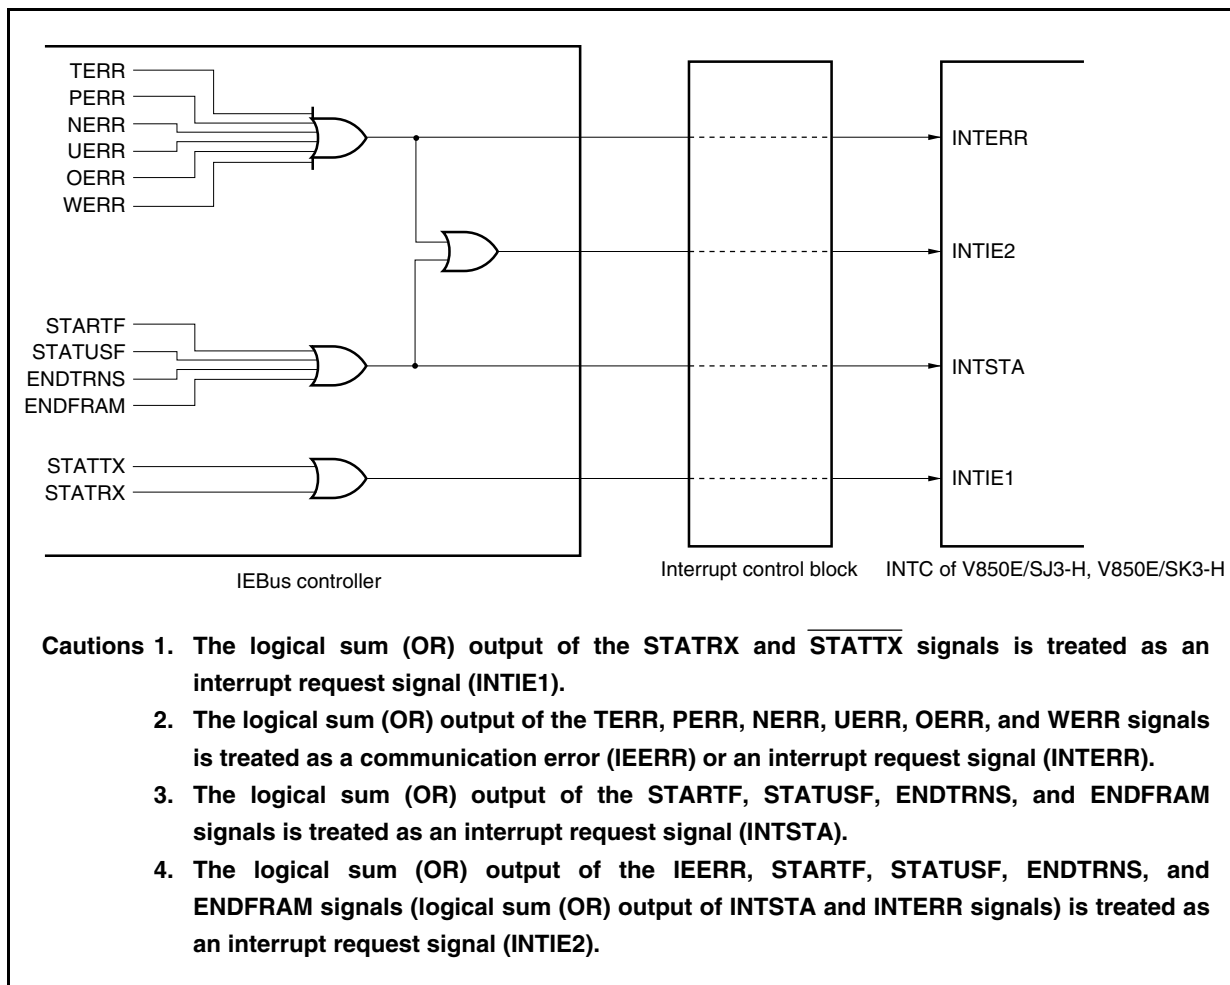 TERR
PERR
NERR
UERR
OERR
WERR
INTERR
INTIE2
STARTF
STATUSF
ENDTRNS
ENDFRAM
INTSTA
STATTX
STATRX
INTIE1
IEBus controller
Interrupt control block
INTC of V850E/SJ3-H, V850E/SK3-H
Cautions 1. The logical sum (OR) output of the STATRX and S̅T̅A̅T̅T̅X̅ signals is treated as an
interrupt request signal (INTIE1).
2. The logical sum (OR) output of the TERR, PERR, NERR, UERR, OERR, and WERR signals
is treated as a communication error (IEERR) or an interrupt request signal (INTERR).
3. The logical sum (OR) output of the STARTF, STATUSF, ENDTRNS, and ENDFRAM
signals is treated as an interrupt request signal (INTSTA).
4. The logical sum (OR) output of the IEERR, STARTF, STATUSF, ENDTRNS, and
ENDFRAM signals (logical sum (OR) output of INTSTA and INTERR signals) is treated as
an interrupt request signal (INTIE2).